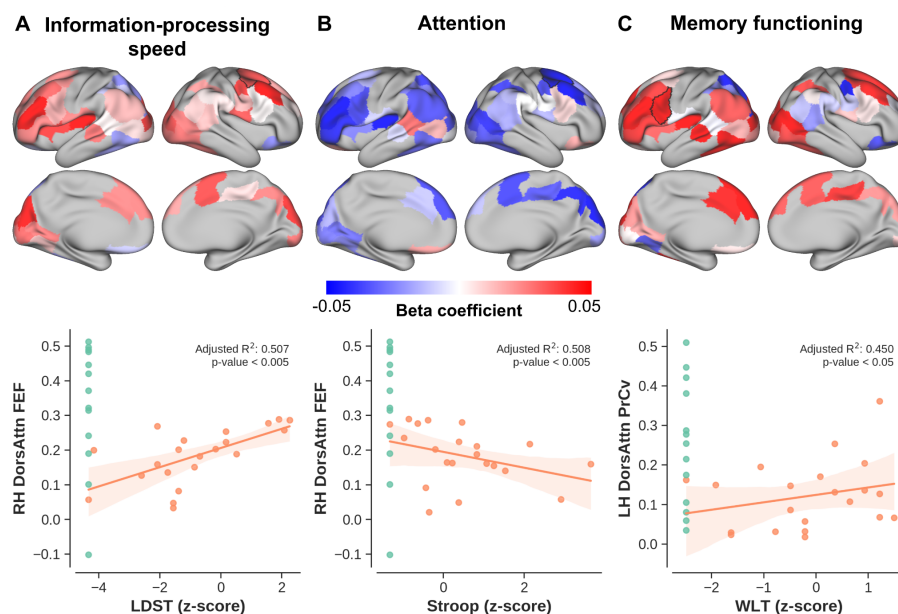 A Information-processing speed
B Attention
C Memory functioning
-0.05 0.05
Beta coefficient
Adjusted R²: 0.507
p-value < 0.005
RH DorsAttn FEF
0.5
0.4
0.3
0.2
0.1
0.0
−0.1
−4 −2 0 2
LDST (z-score)
Adjusted R²: 0.508
p-value < 0.005
RH DorsAttn FEF
0.5
0.4
0.3
0.2
0.1
0.0
−0.1
0 2
Stroop (z-score)
Adjusted R²: 0.450
p-value < 0.05
LH DorsAttn PrCv
0.5
0.4
0.3
0.2
0.1
0.0
−2 −1 0 1
WLT (z-score)